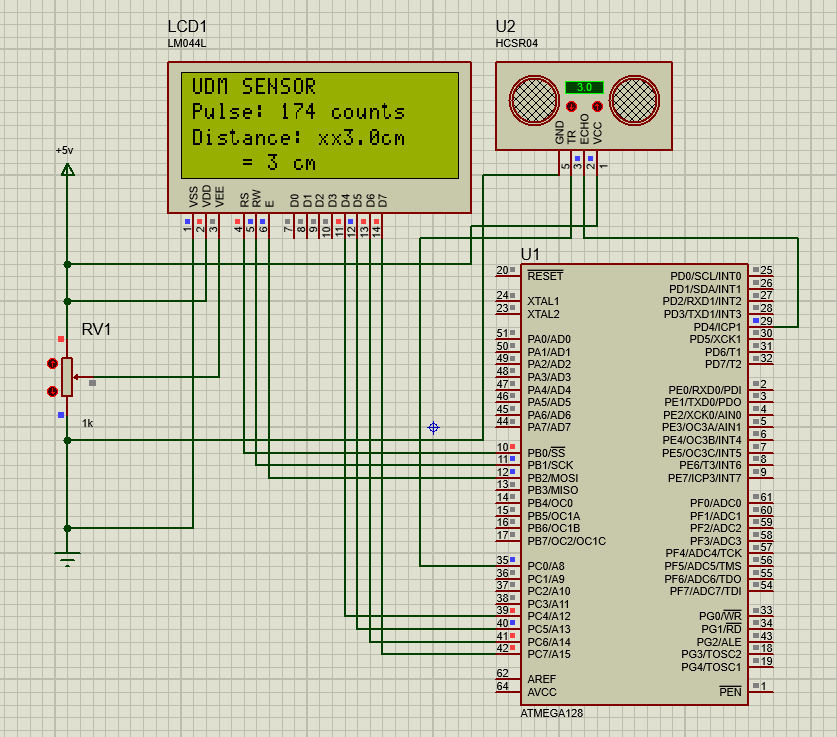 LCD1
LM044L
UDM SENSOR
Pulse: 174 counts
Distance: xx3.0cm
= 3 cm
VSS
VDD
VEE
RS
RW
E
D0
D1
D2
D3
D4
D5
D6
D7
1
2
3
4
5
6
7
8
9
10
11
12
13
14
U2
HCSR04
3.0
GND
TR
ECHO
VCC
5
3
2
1
+5v
RV1
1k
U1
20 RESET
24 XTAL1
23 XTAL2
51 PA0/AD0
50 PA1/AD1
49 PA2/AD2
48 PA3/AD3
47 PA4/AD4
46 PA5/AD5
45 PA6/AD6
44 PA7/AD7
10 PB0/SS
11 PB1/SCK
12 PB2/MOSI
13 PB3/MISO
14 PB4/OC0
15 PB5/OC1A
16 PB6/OC1B
17 PB7/OC2/OC1C
35 PC0/A8
36 PC1/A9
37 PC2/A10
38 PC3/A11
39 PC4/A12
40 PC5/A13
41 PC6/A14
42 PC7/A15
62 AREF
64 AVCC
PD0/SCL/INT0 25
PD1/SDA/INT1 26
PD2/RXD1/INT2 27
PD3/TXD1/INT3 28
PD4/ICP1 29
PD5/XCK1 30
PD6/T1 31
PD7/T2 32
PE0/RXD0/PDI 2
PE1/TXD0/PDO 3
PE2/XCK0/AIN0 4
PE3/OC3A/AIN1 5
PE4/OC3B/INT4 6
PE5/OC3C/INT5 7
PE6/T3/INT6 8
PE7/ICP3/INT7 9
PF0/ADC0 61
PF1/ADC1 60
PF2/ADC2 59
PF3/ADC3 58
PF4/ADC4/TCK 57
PF5/ADC5/TMS 56
PF6/ADC6/TDO 55
PF7/ADC7/TDI 54
PG0/WR 33
PG1/RD 34
PG2/ALE 43
PG3/TOSC2 18
PG4/TOSC1 19
PEN 1
ATMEGA128